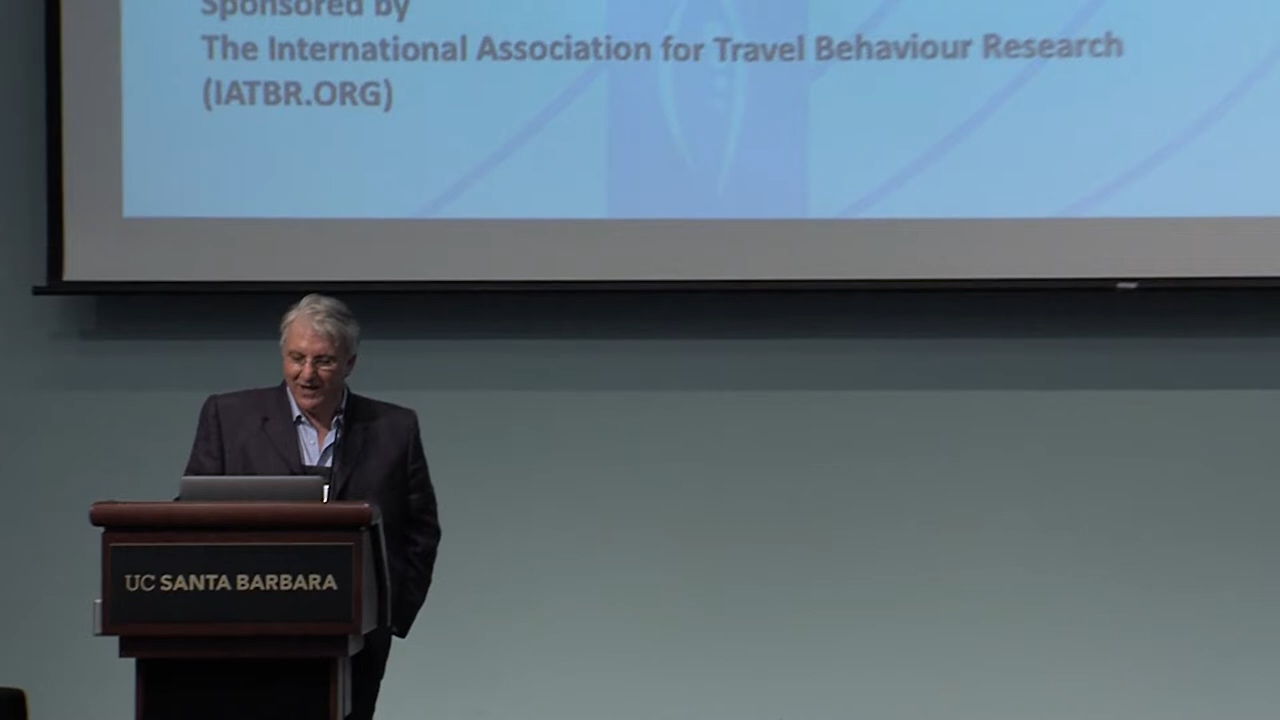 Sponsored by
The International Association for Travel Behaviour Research
(IATBR.ORG)
UC SANTA BARBARA